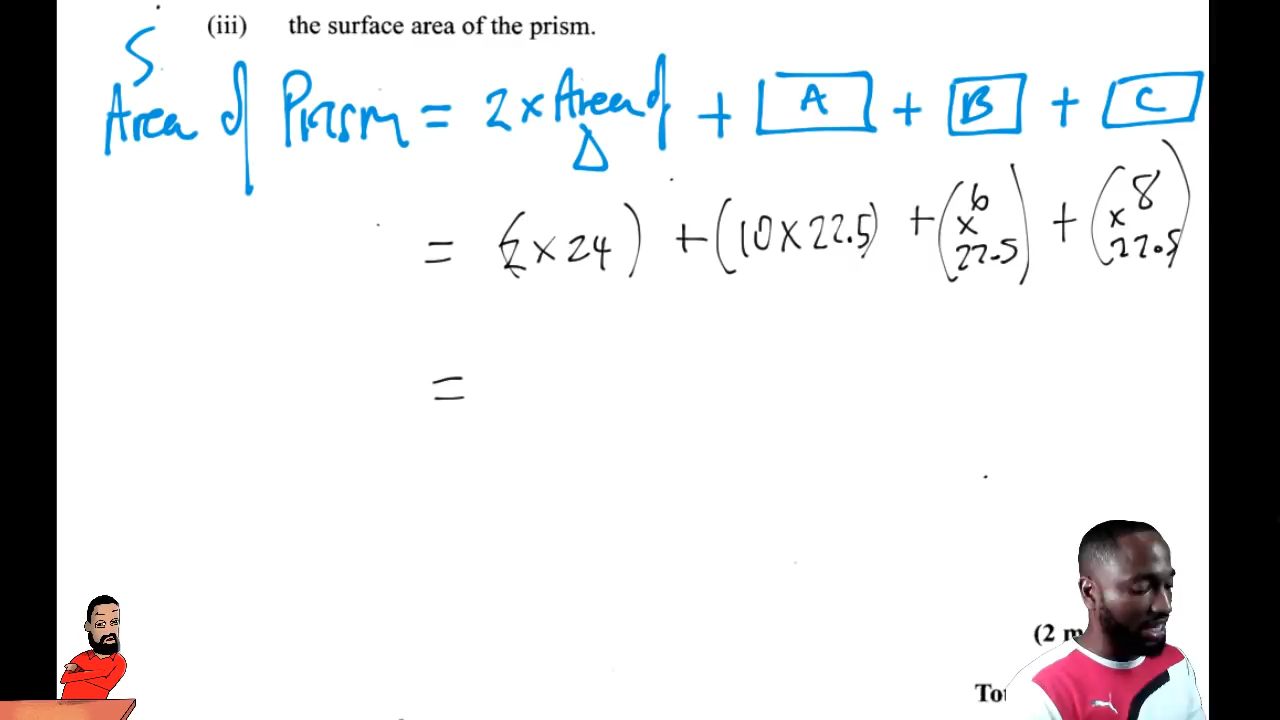 (iii) the surface area of the prism.
S
Area of Prism = 2 x Area of Δ + A + B + C
= (2 x 24) + (10 x 22.5) + (6 x 22.5) + (8 x 22.5)
=
(2